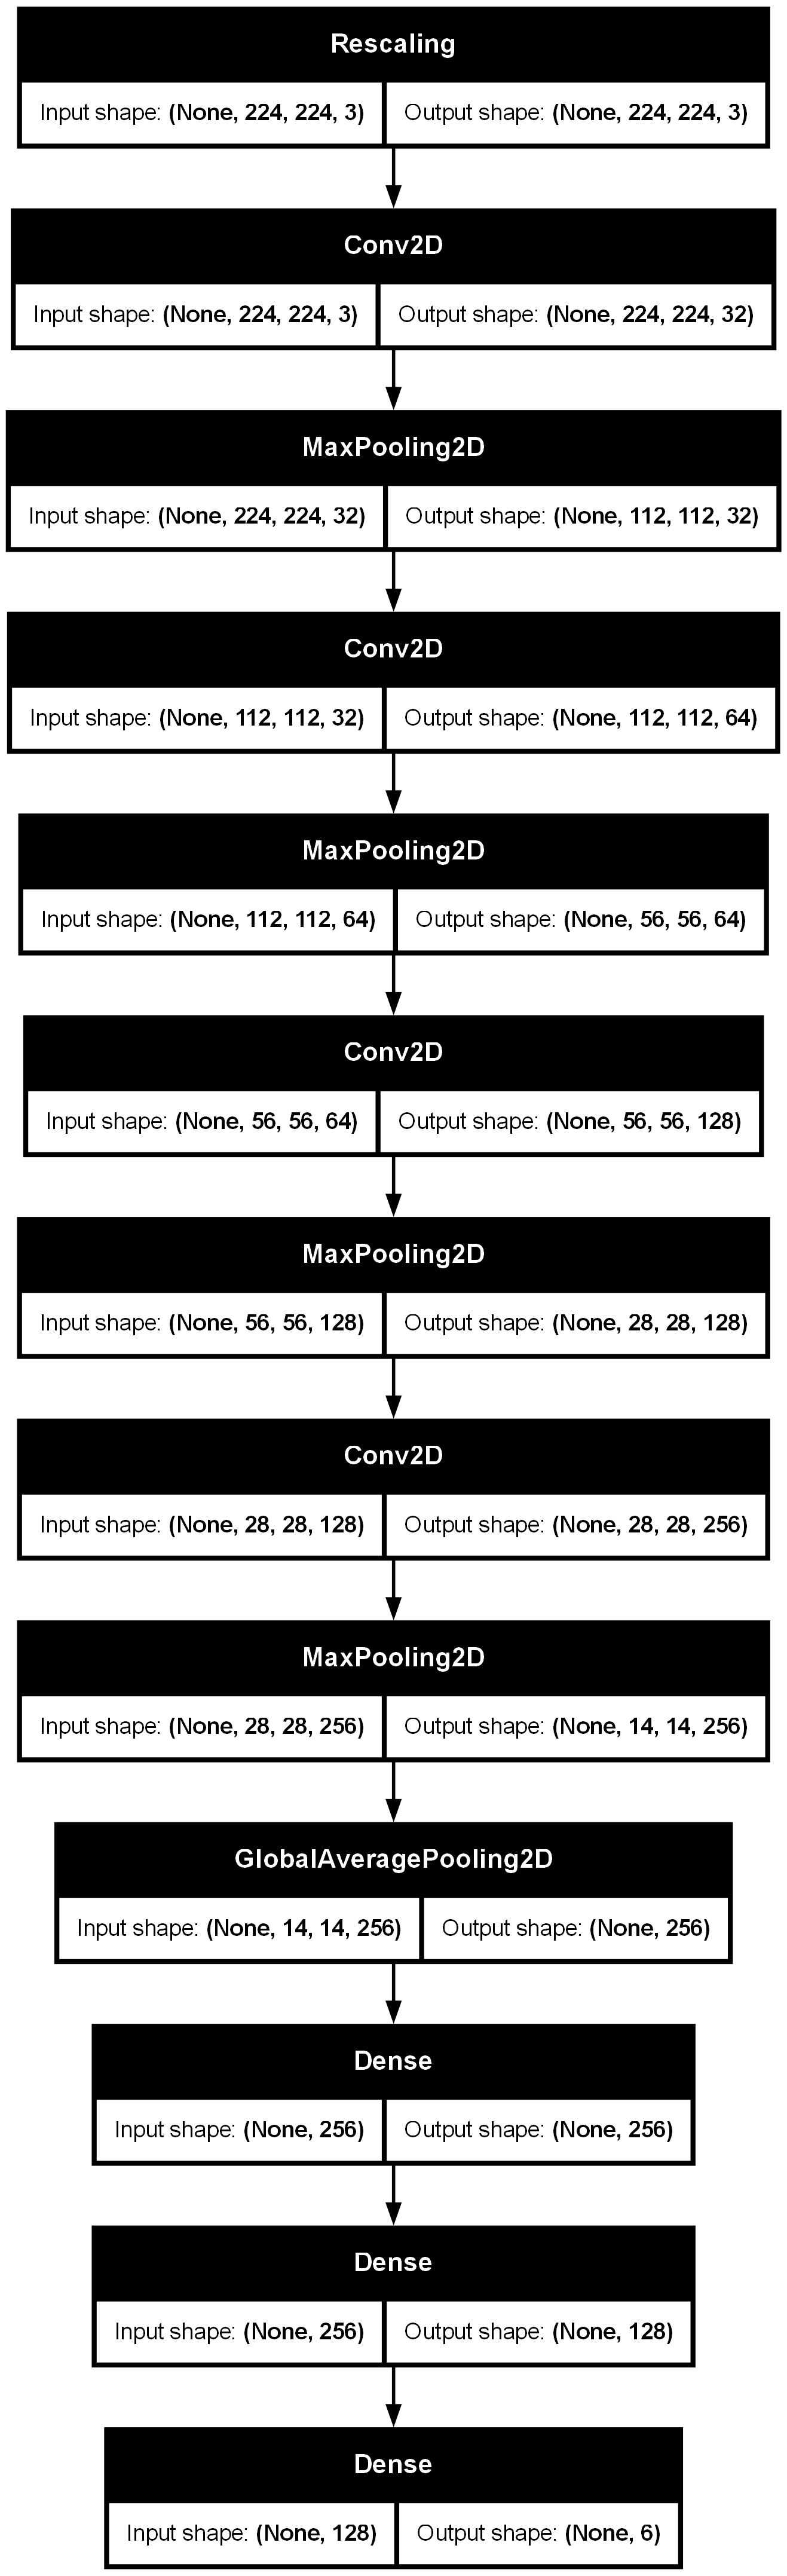 Rescaling
Input shape: (None, 224, 224, 3) Output shape: (None, 224, 224, 3)
Conv2D
Input shape: (None, 224, 224, 3) Output shape: (None, 224, 224, 32)
MaxPooling2D
Input shape: (None, 224, 224, 32) Output shape: (None, 112, 112, 32)
Conv2D
Input shape: (None, 112, 112, 32) Output shape: (None, 112, 112, 64)
MaxPooling2D
Input shape: (None, 112, 112, 64) Output shape: (None, 56, 56, 64)
Conv2D
Input shape: (None, 56, 56, 64) Output shape: (None, 56, 56, 128)
MaxPooling2D
Input shape: (None, 56, 56, 128) Output shape: (None, 28, 28, 128)
Conv2D
Input shape: (None, 28, 28, 128) Output shape: (None, 28, 28, 256)
MaxPooling2D
Input shape: (None, 28, 28, 256) Output shape: (None, 14, 14, 256)
GlobalAveragePooling2D
Input shape: (None, 14, 14, 256) Output shape: (None, 256)
Dense
Input shape: (None, 256) Output shape: (None, 256)
Dense
Input shape: (None, 256) Output shape: (None, 128)
Dense
Input shape: (None, 128) Output shape: (None, 6)